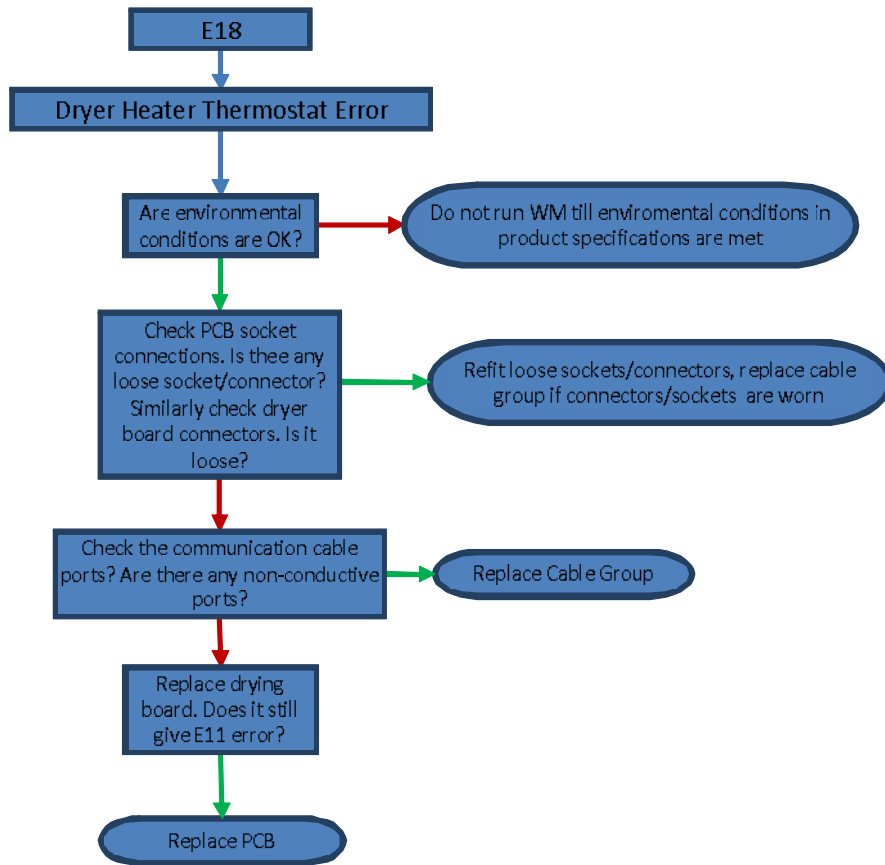 E18
Dryer Heater Thermostat Error
Are environmental
conditions are OK?
Do not run WM till enviromental conditions in
product specifications are met
Check PCB socket
connections. Is thee any
loose socket/connector?
Similarly check dryer
board connectors. Is it
loose?
Refit loose sockets/connectors, replace cable
group if connectors/sockets are worn
Check the communication cable
ports? Are there any non-conductive
ports?
Replace Cable Group
Replace drying
board. Does it still
give E11 error?
Replace PCB